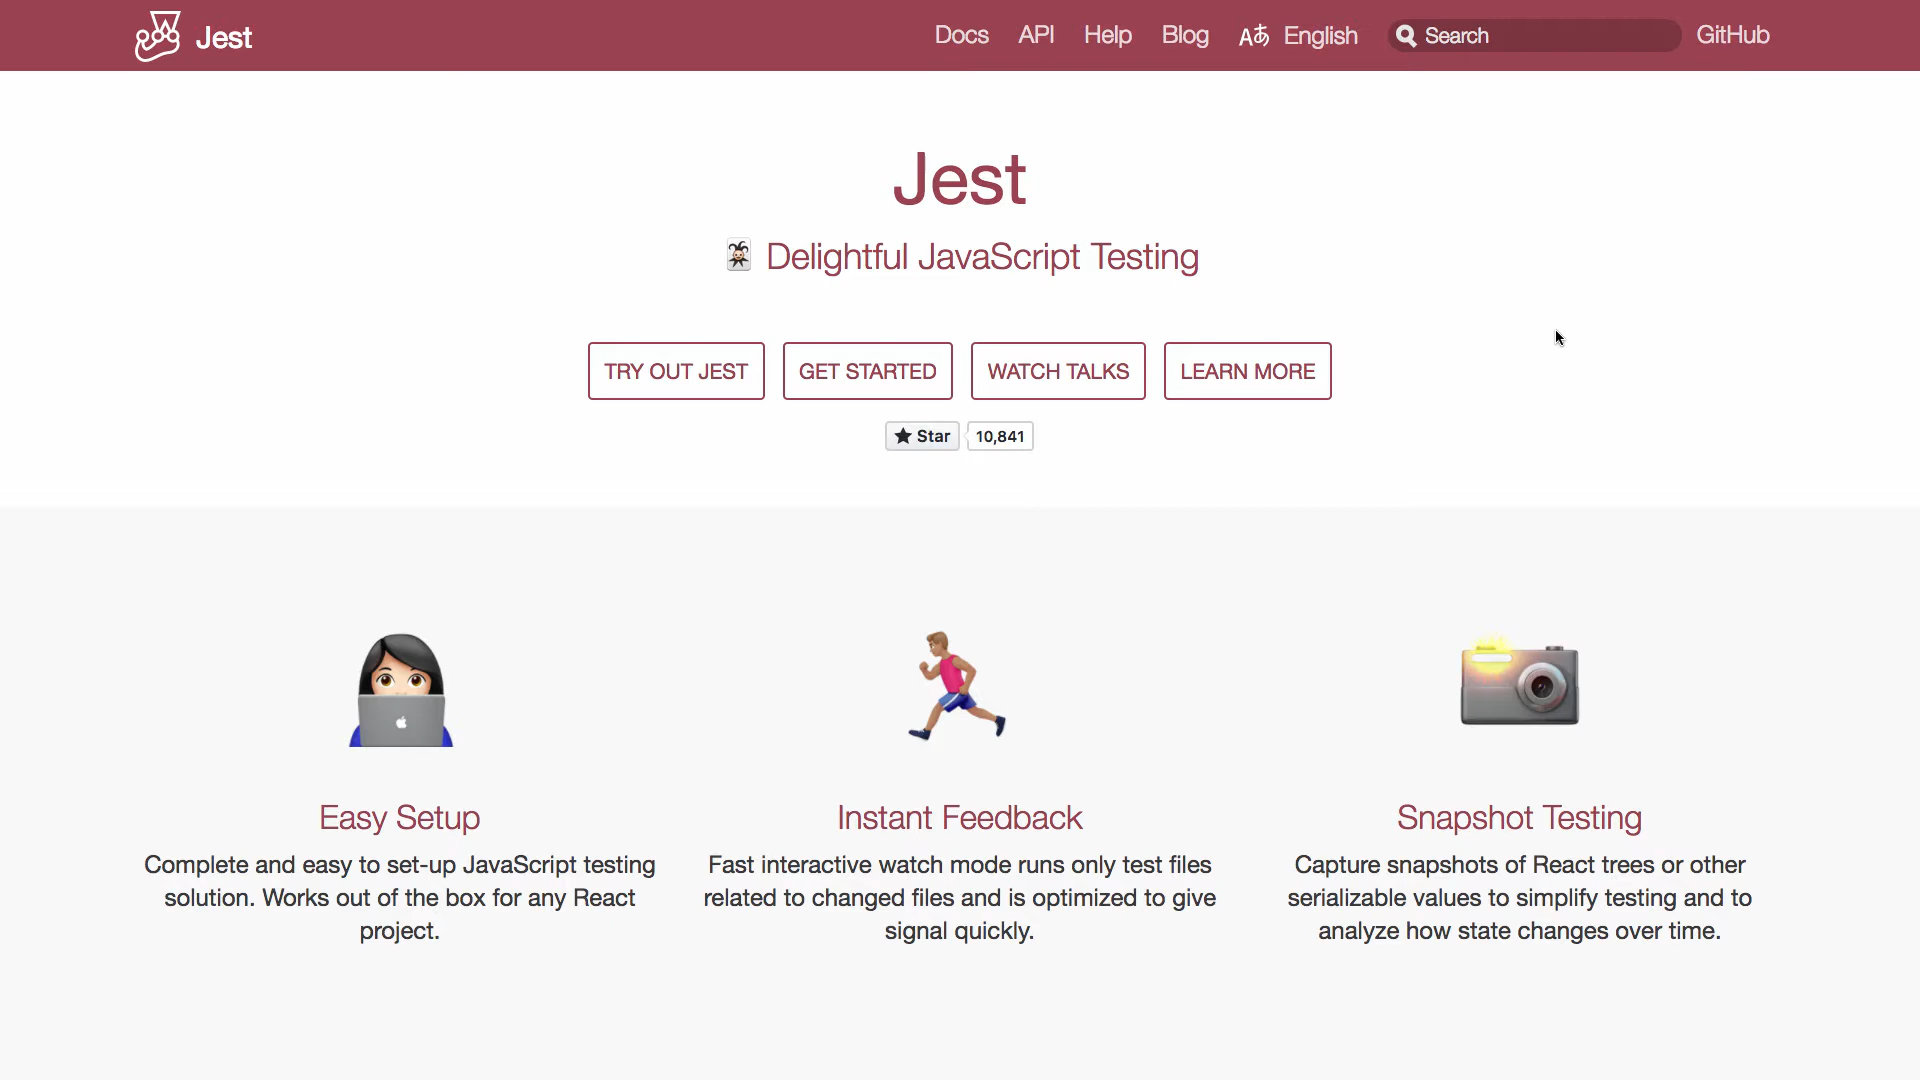 Jest
Docs API Help Blog Aあ English Search GitHub
Jest
Delightful JavaScript Testing
TRY OUT JEST GET STARTED WATCH TALKS LEARN MORE
Star 10,841
Easy Setup
Complete and easy to set-up JavaScript testing
solution. Works out of the box for any React
project.
Instant Feedback
Fast interactive watch mode runs only test files
related to changed files and is optimized to give
signal quickly.
Snapshot Testing
Capture snapshots of React trees or other
serializable values to simplify testing and to
analyze how state changes over time.